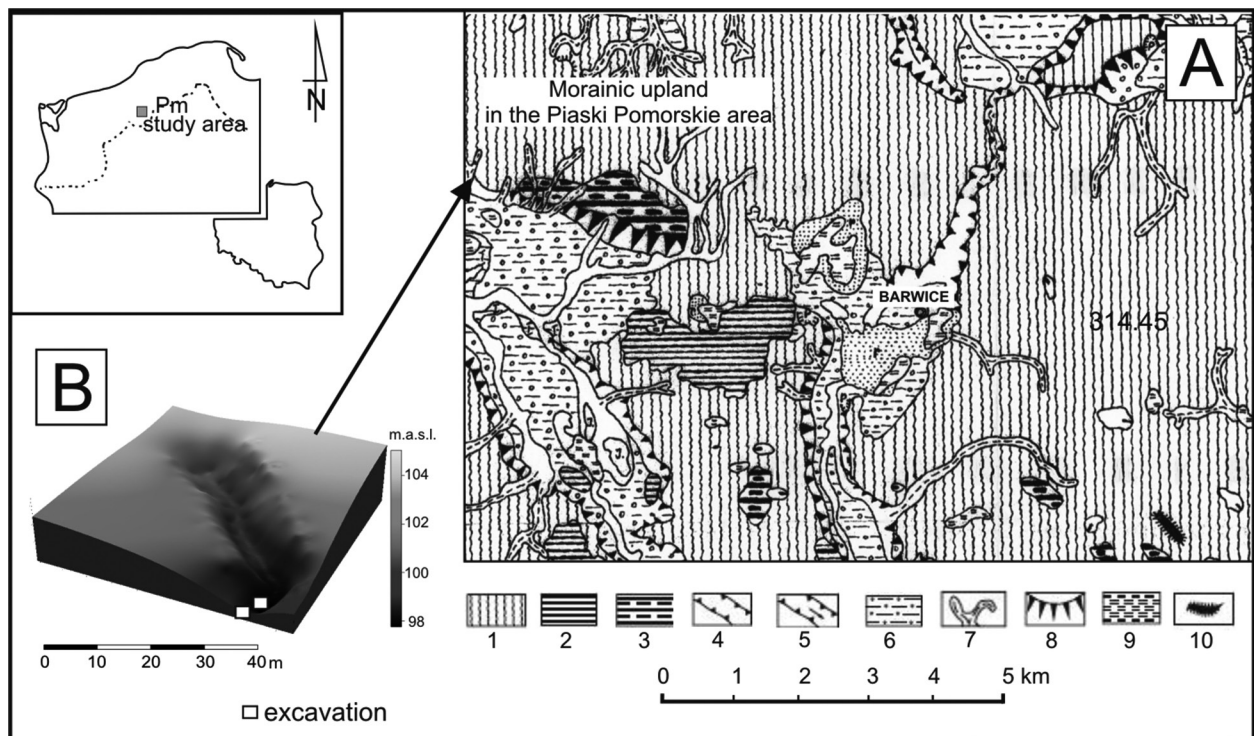 N
Pm
study area
A
Morainic upland
in the Piaski Pomorskie area
BARWICE
314.45
B
m.a.s.l.
104
102
100
98
0 10 20 30 40 m
excavation
1 2 3 4 5 6 7 8 9 10
0 1 2 3 4 5 km